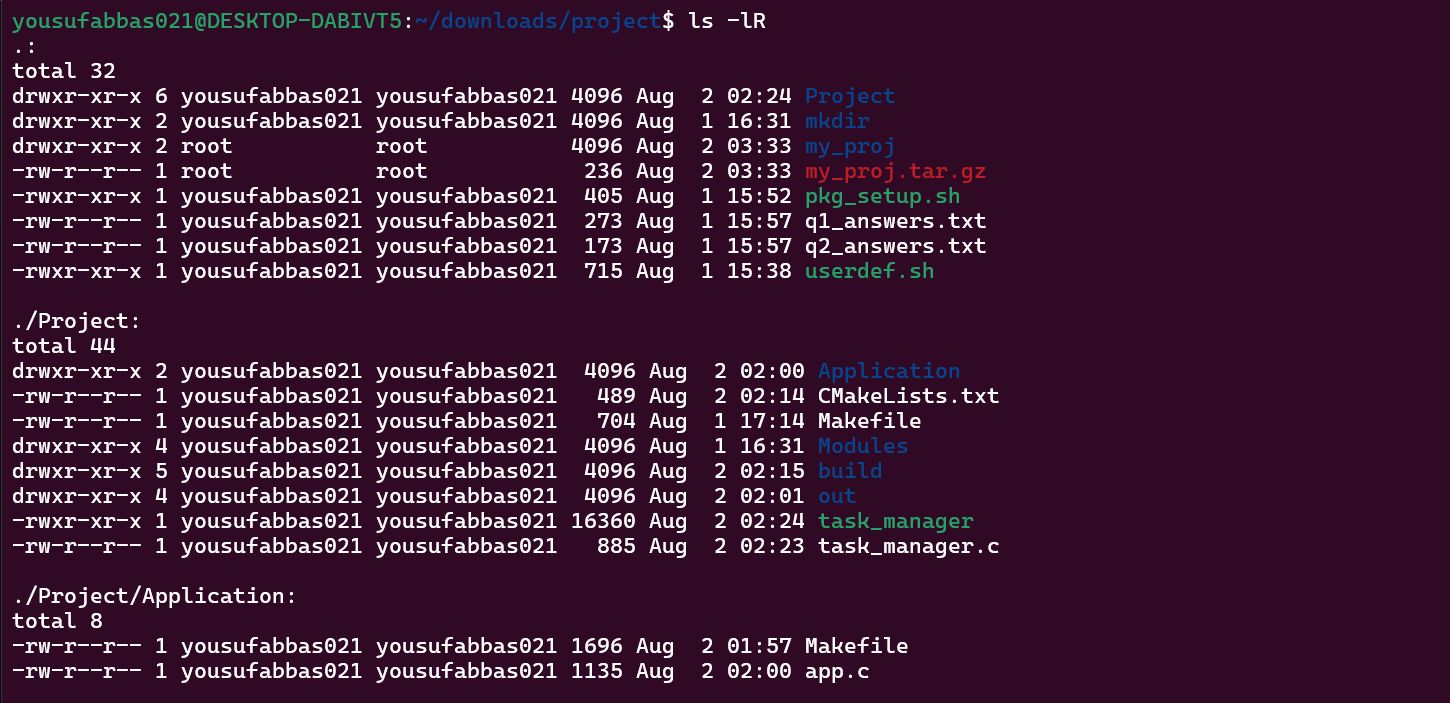 yousufabbas021@DESKTOP-DABIVT5:~/downloads/project$ ls -lR
.:
total 32
drwxr-xr-x 6 yousufabbas021 yousufabbas021 4096 Aug  2 02:24 Project
drwxr-xr-x 2 yousufabbas021 yousufabbas021 4096 Aug  1 16:31 mkdir
drwxr-xr-x 2 root           root           4096 Aug  2 03:33 my_proj
-rw-r--r-- 1 root           root            236 Aug  2 03:33 my_proj.tar.gz
-rwxr-xr-x 1 yousufabbas021 yousufabbas021  405 Aug  1 15:52 pkg_setup.sh
-rw-r--r-- 1 yousufabbas021 yousufabbas021  273 Aug  1 15:57 q1_answers.txt
-rw-r--r-- 1 yousufabbas021 yousufabbas021  173 Aug  1 15:57 q2_answers.txt
-rwxr-xr-x 1 yousufabbas021 yousufabbas021  715 Aug  1 15:38 userdef.sh

./Project:
total 44
drwxr-xr-x 2 yousufabbas021 yousufabbas021  4096 Aug  2 02:00 Application
-rw-r--r-- 1 yousufabbas021 yousufabbas021   489 Aug  2 02:14 CMakeLists.txt
-rw-r--r-- 1 yousufabbas021 yousufabbas021   704 Aug  1 17:14 Makefile
drwxr-xr-x 4 yousufabbas021 yousufabbas021  4096 Aug  1 16:31 Modules
drwxr-xr-x 5 yousufabbas021 yousufabbas021  4096 Aug  2 02:15 build
drwxr-xr-x 4 yousufabbas021 yousufabbas021  4096 Aug  2 02:01 out
-rwxr-xr-x 1 yousufabbas021 yousufabbas021 16360 Aug  2 02:24 task_manager
-rw-r--r-- 1 yousufabbas021 yousufabbas021   885 Aug  2 02:23 task_manager.c

./Project/Application:
total 8
-rw-r--r-- 1 yousufabbas021 yousufabbas021 1696 Aug  2 01:57 Makefile
-rw-r--r-- 1 yousufabbas021 yousufabbas021 1135 Aug  2 02:00 app.c